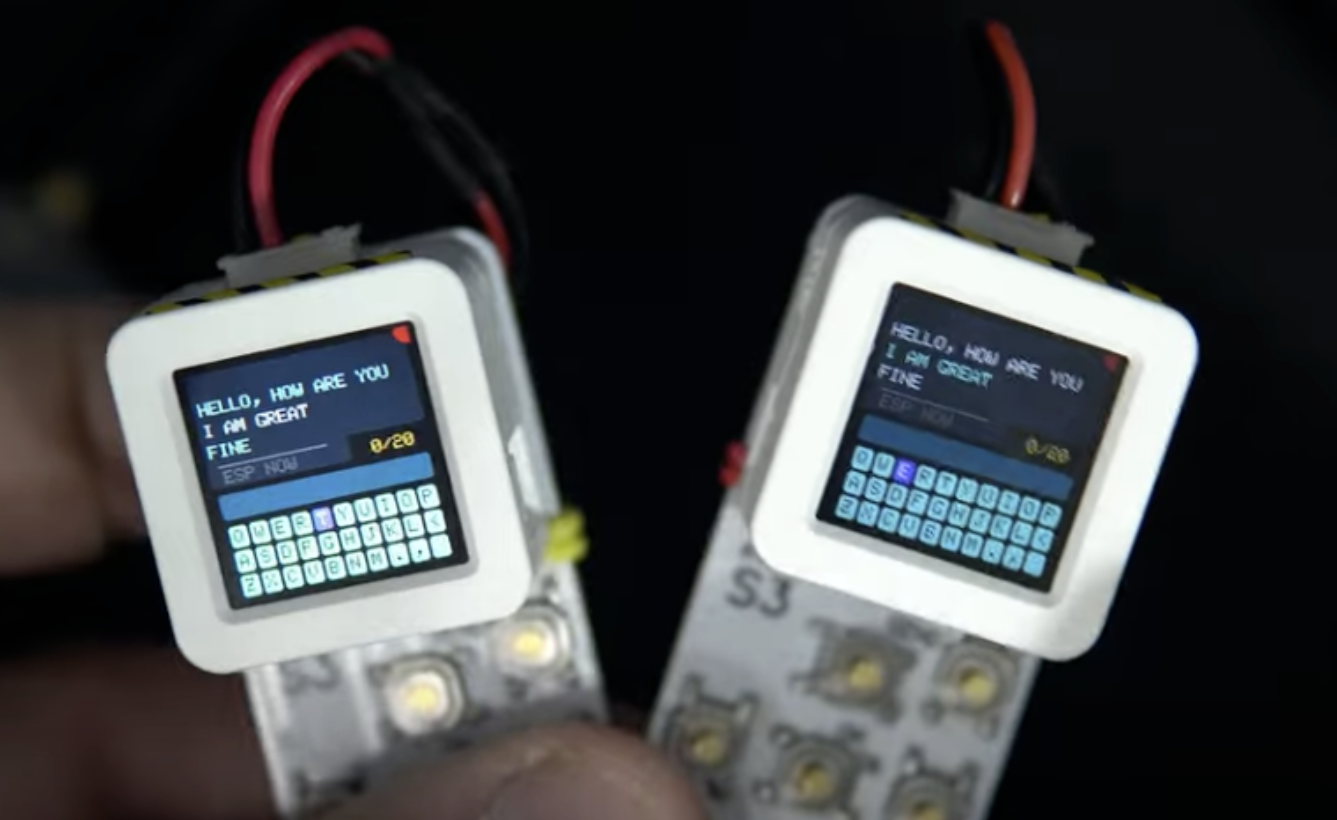 HELLO, HOW ARE YOU
I AM GREAT
FINE
0/20
ESP NOW
Q W E R T Y U I O P
A S D F G H J K L <
Z X C V B N M . ,
HELLO, HOW ARE YOU
I AM GREAT
FINE
ESP NOW
0/20
Q W E R T Y U I O P
A S D F G H J K L <
Z X C V B N M . ,
S3